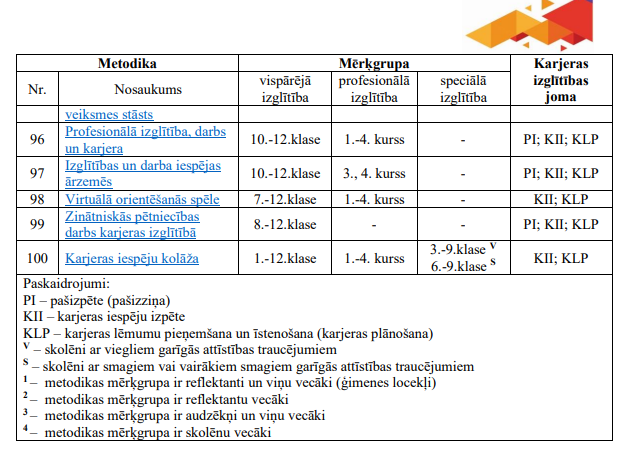 Metodika Mērķgrupa Karjeras izglītības joma
Nr. Nosaukums vispārējā izglītība profesionālā izglītība speciālā izglītība
veiksmes stāsts
96 Profesionālā izglītība, darbs un karjera 10.-12.klase 1.-4. kurss - PI; KII; KLP
97 Izglītības un darba iespējas ārzemēs 10.-12.klase 3., 4. kurss - PI; KII; KLP
98 Virtuālā orientēšanās spēle 7.-12.klase 1.-4. kurss - KII; KLP
99 Zinātniskās pētniecības darbs karjeras izglītībā 8.-12.klase - - PI; KII; KLP
100 Karjeras iespēju kolāža 1.-12.klase 1.-4. kurss 3.-9.klase V 6.-9.klase S KII; KLP
Paskaidrojumi:
PI – pašizpēte (pašizziņa)
KII – karjeras iespēju izpēte
KLP – karjeras lēmumu pieņemšana un īstenošana (karjeras plānošana)
V – skolēni ar viegliem garīgās attīstības traucējumiem
S – skolēni ar smagiem vai vairākiem smagiem garīgās attīstības traucējumiem
1 – metodikas mērķgrupa ir reflektanti un viņu vecāki (ģimenes locekļi)
2 – metodikas mērķgrupa ir reflektantu vecāki
3 – metodikas mērķgrupa ir audzēkņi un viņu vecāki
4 – metodikas mērķgrupa ir skolēnu vecāki